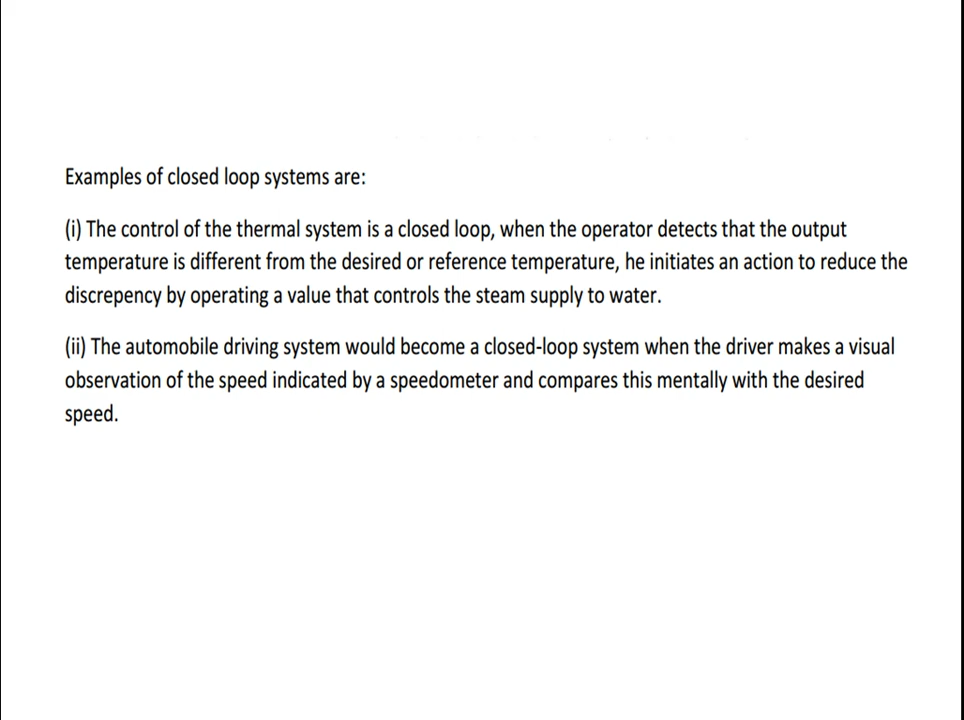 Examples of closed loop systems are:
(i) The control of the thermal system is a closed loop, when the operator detects that the output
temperature is different from the desired or reference temperature, he initiates an action to reduce the
discrepency by operating a value that controls the steam supply to water.
(ii) The automobile driving system would become a closed-loop system when the driver makes a visual
observation of the speed indicated by a speedometer and compares this mentally with the desired
speed.